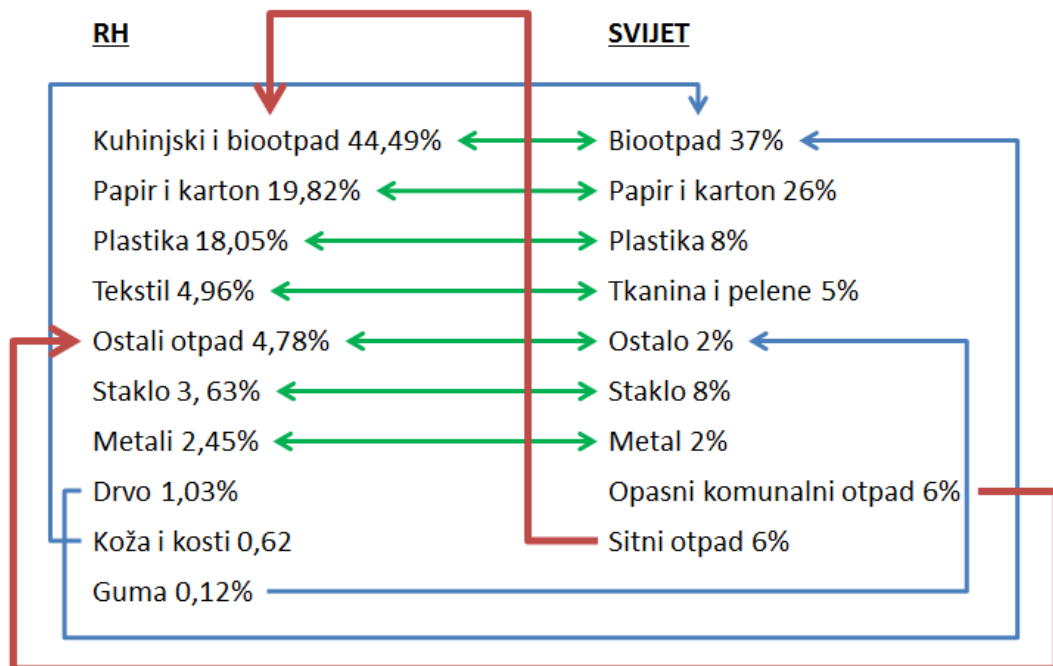 RH
SVIJET
Kuhinjski i biootpad 44,49%
Biootpad 37%
Papir i karton 19,82%
Papir i karton 26%
Plastika 18,05%
Plastika 8%
Tekstil 4,96%
Tkanina i pelene 5%
Ostali otpad 4,78%
Ostalo 2%
Staklo 3, 63%
Staklo 8%
Metali 2,45%
Metal 2%
Drvo 1,03%
Opasni komunalni otpad 6%
Koža i kosti 0,62
Sitni otpad 6%
Guma 0,12%